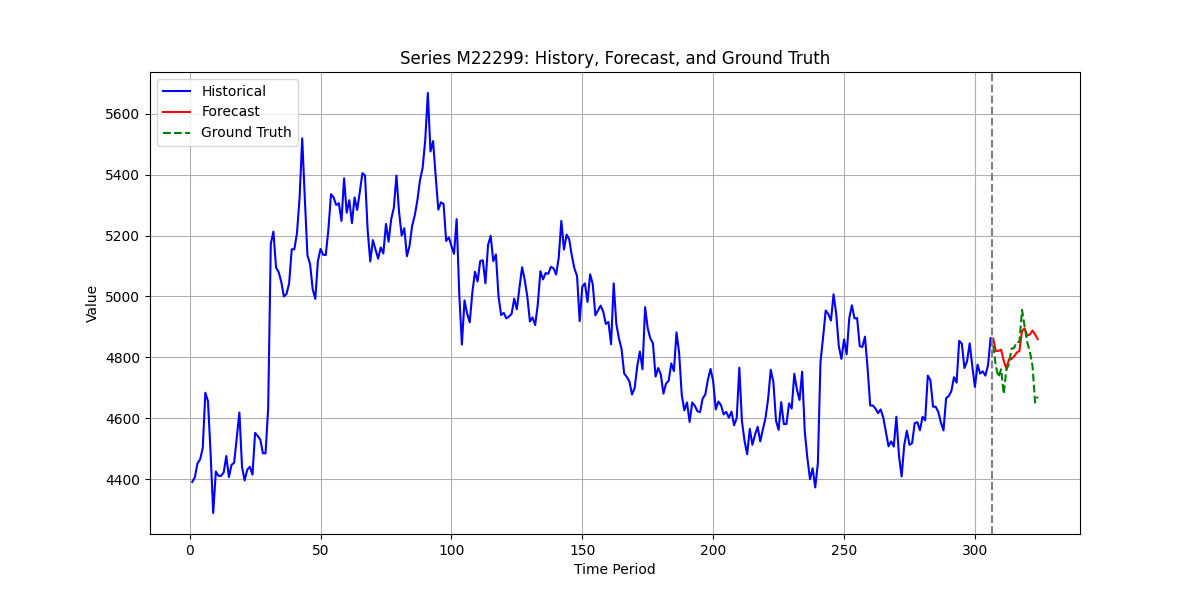 Series M22299: History, Forecast, and Ground Truth
Historical
Forecast
Ground Truth
Value
5600
5400
5200
5000
4800
4600
4400
0 50 100 150 200 250 300
Time Period